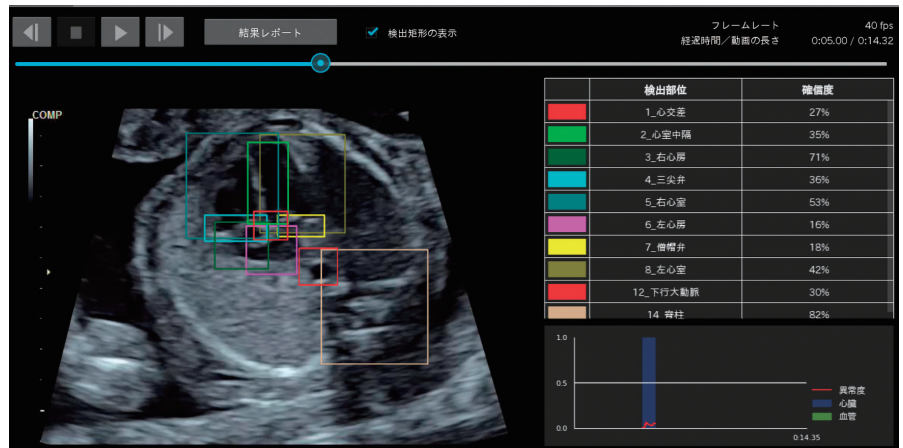 結果レポート
検出矩形の表示
フレームレート 40 fps
経過時間／動画の長さ 0:05.00 / 0:14.32
COMP
検出部位 確信度
1_心交差 27%
2_心室中隔 35%
3_右心房 71%
4_三尖弁 36%
5_右心室 53%
6_左心房 16%
7_僧帽弁 18%
8_左心室 42%
12_下行大動脈 30%
14_脊柱 82%
1.0
0.5
0.0
異常度
心臓
血管
0:14.35